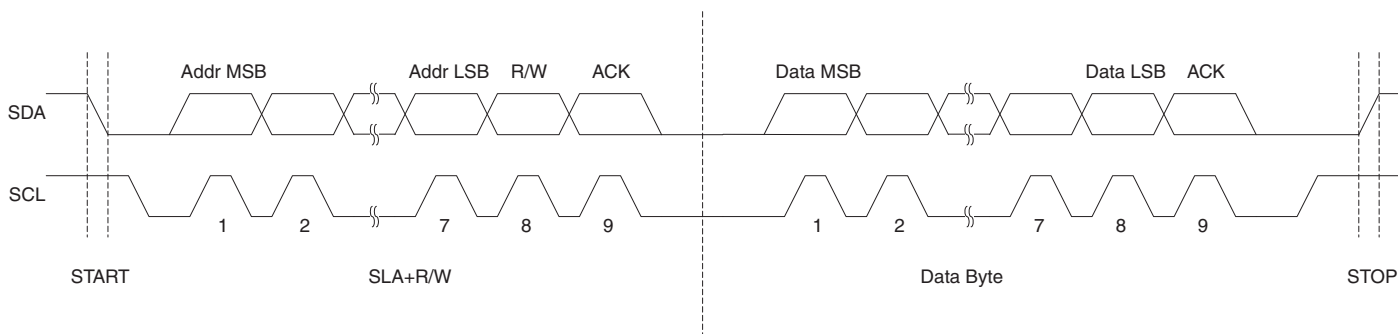 Addr MSB Addr LSB R/W ACK Data MSB Data LSB ACK
SDA
SCL
1 2 7 8 9 1 2 7 8 9
START SLA+R/W Data Byte STOP